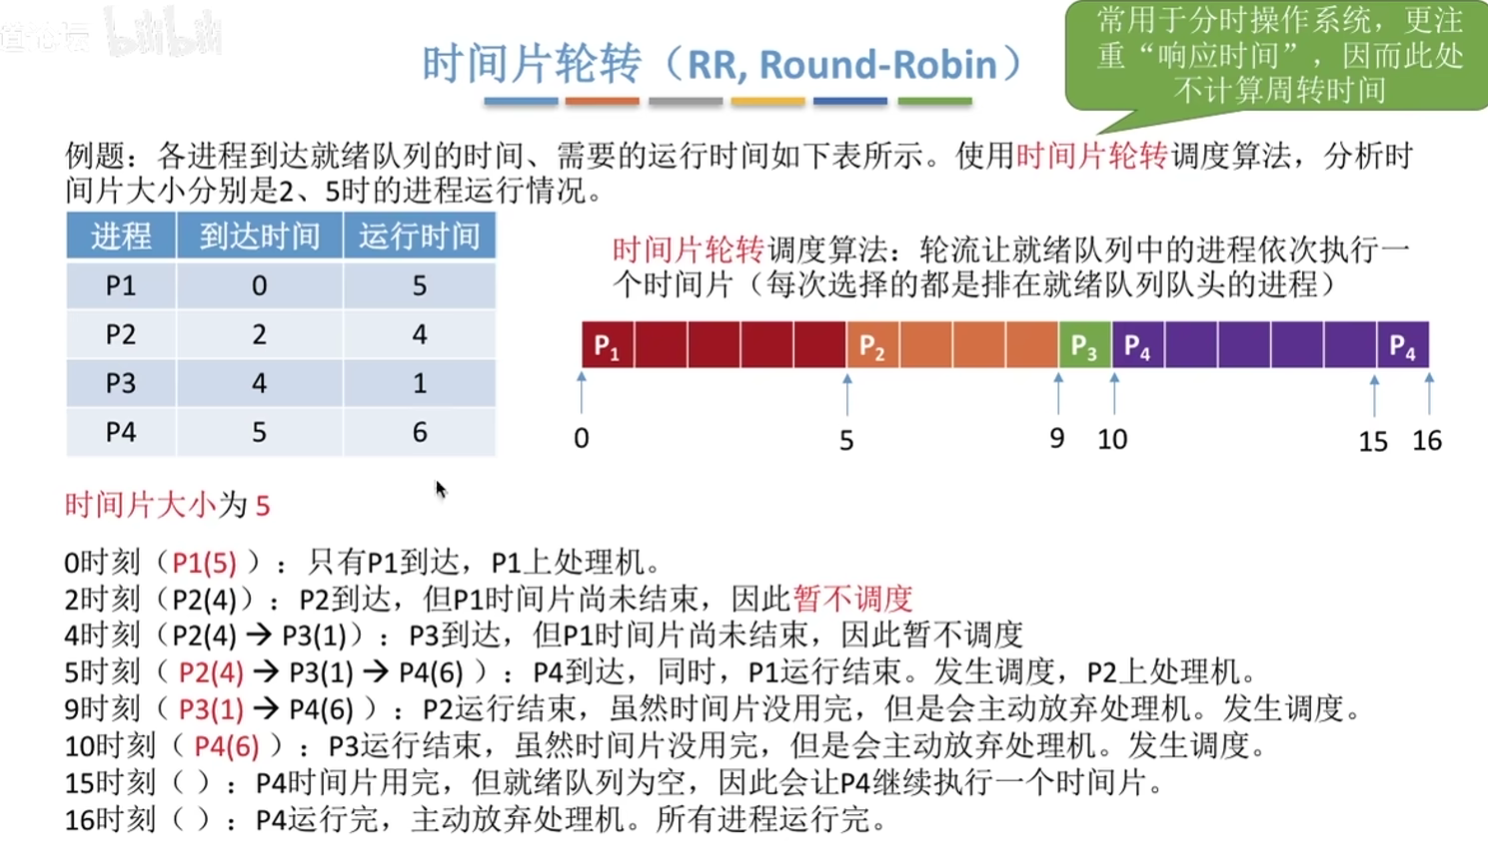 bilibili
时间片轮转（RR, Round-Robin）
常用于分时操作系统，更注
重“响应时间”，因而此处
不计算周转时间
例题：各进程到达就绪队列的时间、需要的运行时间如下表所示。使用时间片轮转调度算法，分析时
间片大小分别是2、5时的进程运行情况。
进程 到达时间 运行时间
P1 0 5
P2 2 4
P3 4 1
P4 5 6
时间片轮转调度算法：轮流让就绪队列中的进程依次执行一
个时间片（每次选择的都是排在就绪队列队头的进程）
P1 P2 P3 P4 P4
0 5 9 10 15 16
时间片大小为 5
0时刻（P1(5) ）：只有P1到达，P1上处理机。
2时刻（P2(4)）：P2到达，但P1时间片尚未结束，因此暂不调度
4时刻（P2(4) → P3(1)）：P3到达，但P1时间片尚未结束，因此暂不调度
5时刻（ P2(4) → P3(1) → P4(6) ）：P4到达，同时，P1运行结束。发生调度，P2上处理机。
9时刻（ P3(1) → P4(6) ）：P2运行结束，虽然时间片没用完，但是会主动放弃处理机。发生调度。
10时刻（ P4(6) ）：P3运行结束，虽然时间片没用完，但是会主动放弃处理机。发生调度。
15时刻（ ）：P4时间片用完，但就绪队列为空，因此会让P4继续执行一个时间片。
16时刻（ ）：P4运行完，主动放弃处理机。所有进程运行完。